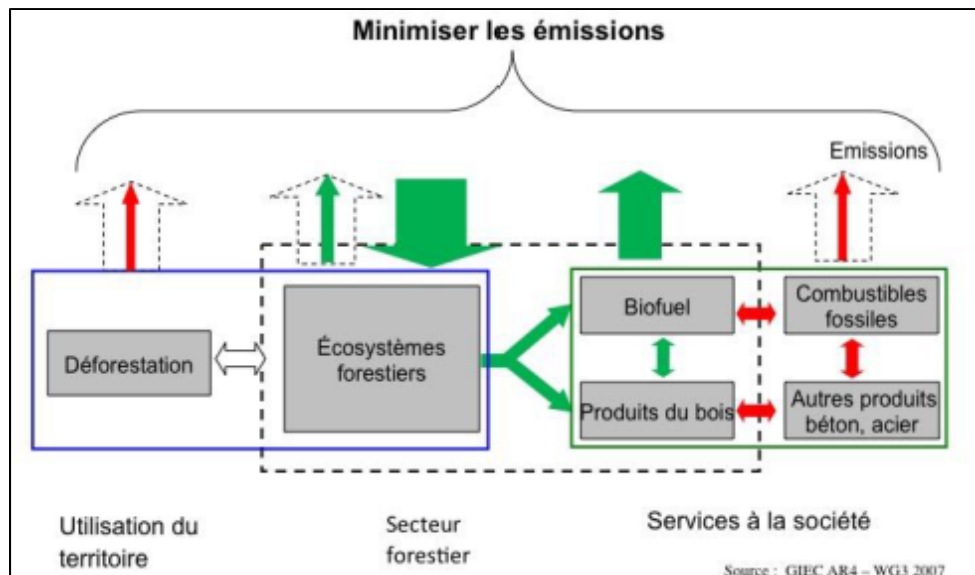 Minimiser les émissions
Emissions
Déforestation
Écosystèmes
forestiers
Biofuel
Combustibles
fossiles
Produits du bois
Autres produits
béton, acier
Utilisation du
territoire
Secteur
forestier
Services à la société
Source : GIEC AR4 – WG3 2007